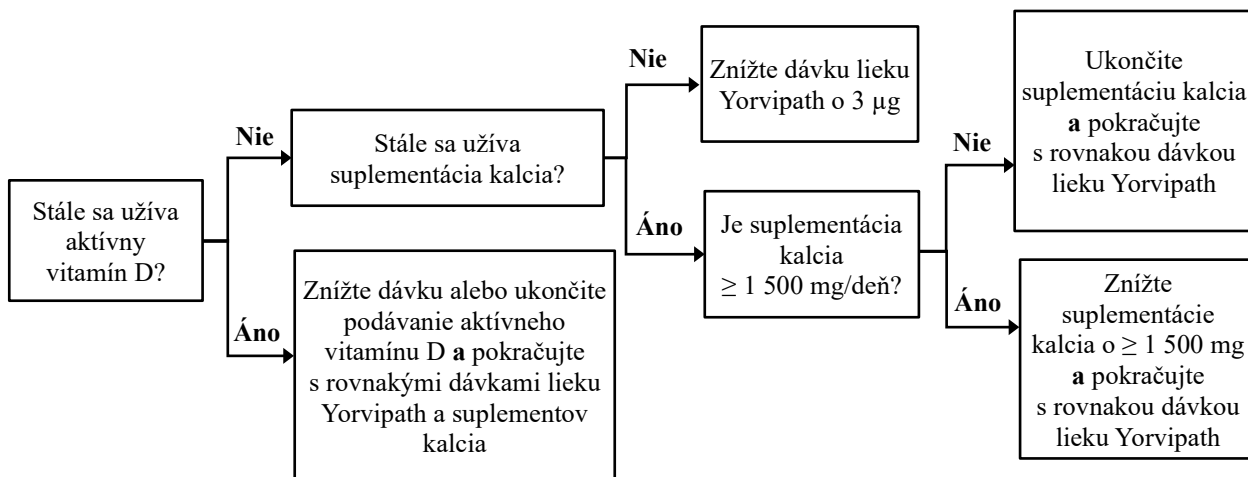 Stále sa užíva
aktívny
vitamín D?
Nie
Áno
Stále sa užíva
suplementácia kalcia?
Znížte dávku alebo ukončite
podávanie aktívneho
vitamínu D a pokračujte
s rovnakými dávkami lieku
Yorvipath a suplementov
kalcia
Nie
Áno
Znížte dávku lieku
Yorvipath o 3 µg
Je suplementácia
kalcia
≥ 1 500 mg/deň?
Nie
Áno
Ukončite
suplementáciu kalcia
a pokračujte
s rovnakou dávkou
lieku Yorvipath
Znížte
suplementácie
kalcia o ≥ 1 500 mg
a pokračujte
s rovnakou dávkou
lieku Yorvipath